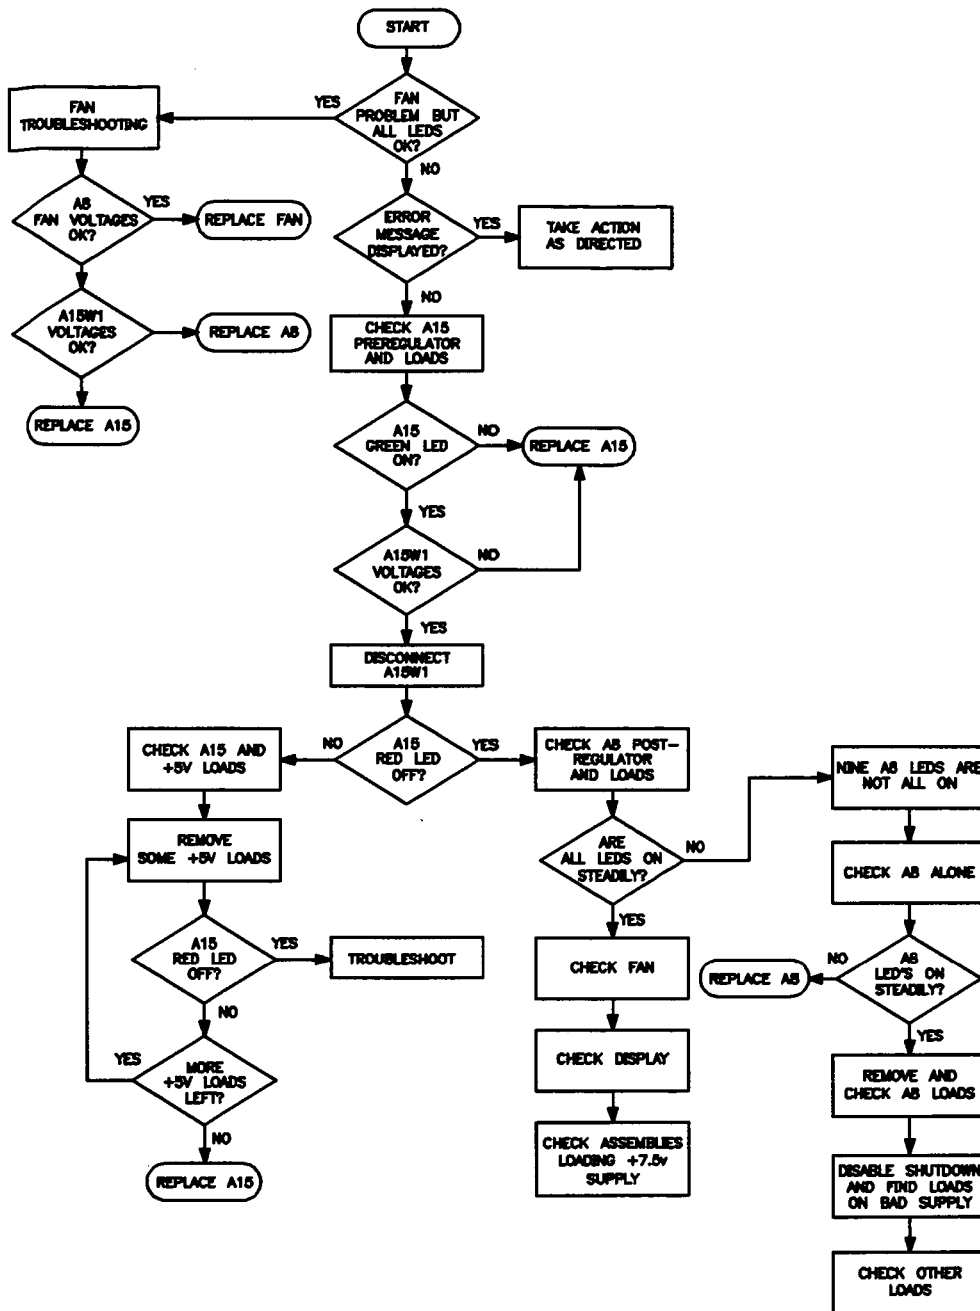 START
FAN
PROBLEM BUT
ALL LEDS
OK?
YES
NO
FAN
TROUBLESHOOTING
A8
FAN VOLTAGES
OK?
YES
REPLACE FAN
A15W1
VOLTAGES
OK?
REPLACE A8
REPLACE A15
ERROR
MESSAGE
DISPLAYED?
YES
TAKE ACTION
AS DIRECTED
NO
CHECK A15
PREREGULATOR
AND LOADS
A15
GREEN LED
ON?
NO
REPLACE A15
YES
A15W1
VOLTAGES
OK?
NO
YES
DISCONNECT
A15W1
A15
RED LED
OFF?
NO
YES
CHECK A15 AND
+5V LOADS
REMOVE
SOME +5V LOADS
A15
RED LED
OFF?
YES
TROUBLESHOOT
NO
MORE
+5V LOADS
LEFT?
YES
NO
REPLACE A15
CHECK A8 POST-
REGULATOR
AND LOADS
ARE
ALL LEDS ON
STEADILY?
NO
YES
CHECK FAN
CHECK DISPLAY
CHECK ASSEMBLIES
LOADING +7.5v
SUPPLY
NINE A8 LEDS ARE
NOT ALL ON
CHECK A8 ALONE
A8
LED'S ON
STEADILY?
NO
REPLACE A8
YES
REMOVE AND
CHECK A8 LOADS
DISABLE SHUTDOWN
AND FIND LOADS
ON BAD SUPPLY
CHECK OTHER
LOADS